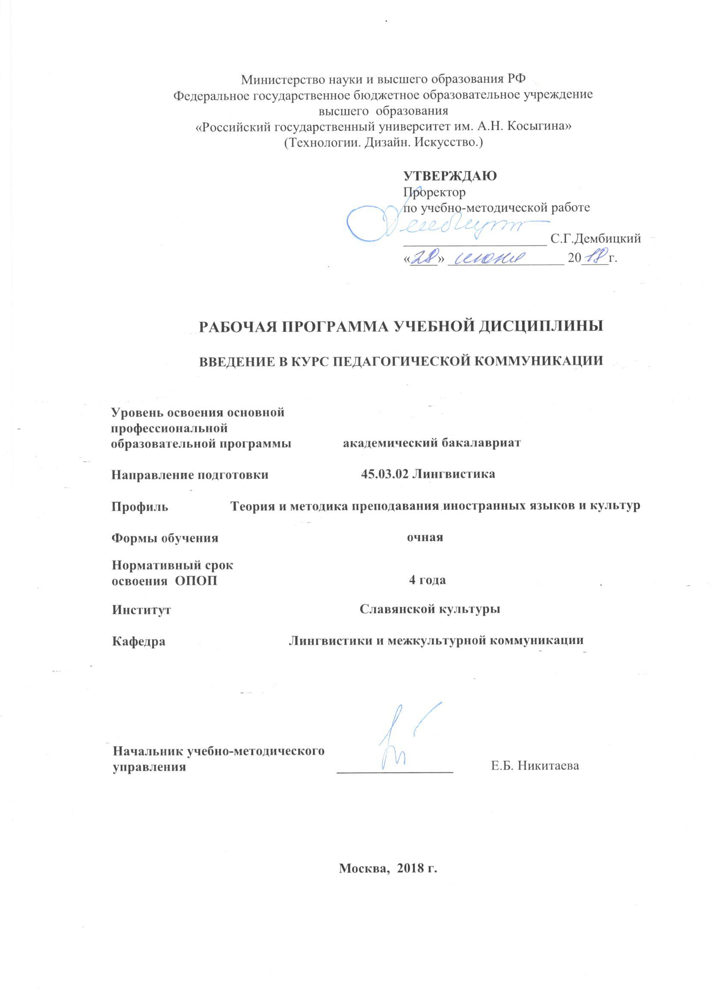 Министерство науки и высшего образования РФ
Федеральное государственное бюджетное образовательное учреждение
высшего образования
«Российский государственный университет им. А.Н. Косыгина»
(Технологии. Дизайн. Искусство.)
УТВЕРЖДАЮ
Проректор
по учебно-методической работе
С.Г.Дембицкий
«28» июня 2018г.
РАБОЧАЯ ПРОГРАММА УЧЕБНОЙ ДИСЦИПЛИНЫ
ВВЕДЕНИЕ В КУРС ПЕДАГОГИЧЕСКОЙ КОММУНИКАЦИИ
Уровень освоения основной
профессиональной
образовательной программы академический бакалавриат
Направление подготовки 45.03.02 Лингвистика
Профиль Теория и методика преподавания иностранных языков и культур
Формы обучения очная
Нормативный срок
освоения ОПОП 4 года
Институт Славянской культуры
Кафедра Лингвистики и межкультурной коммуникации
Начальник учебно-методического
управления Е.Б. Никитаева
Москва, 2018 г.